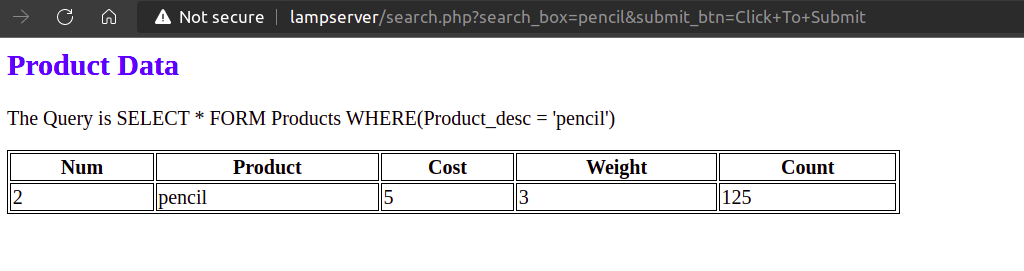 Not secure | lampserver/search.php?search_box=pencil&submit_btn=Click+To+Submit
Product Data
The Query is SELECT * FORM Products WHERE(Product_desc = 'pencil')
Num Product Cost Weight Count
2 pencil 5 3 125